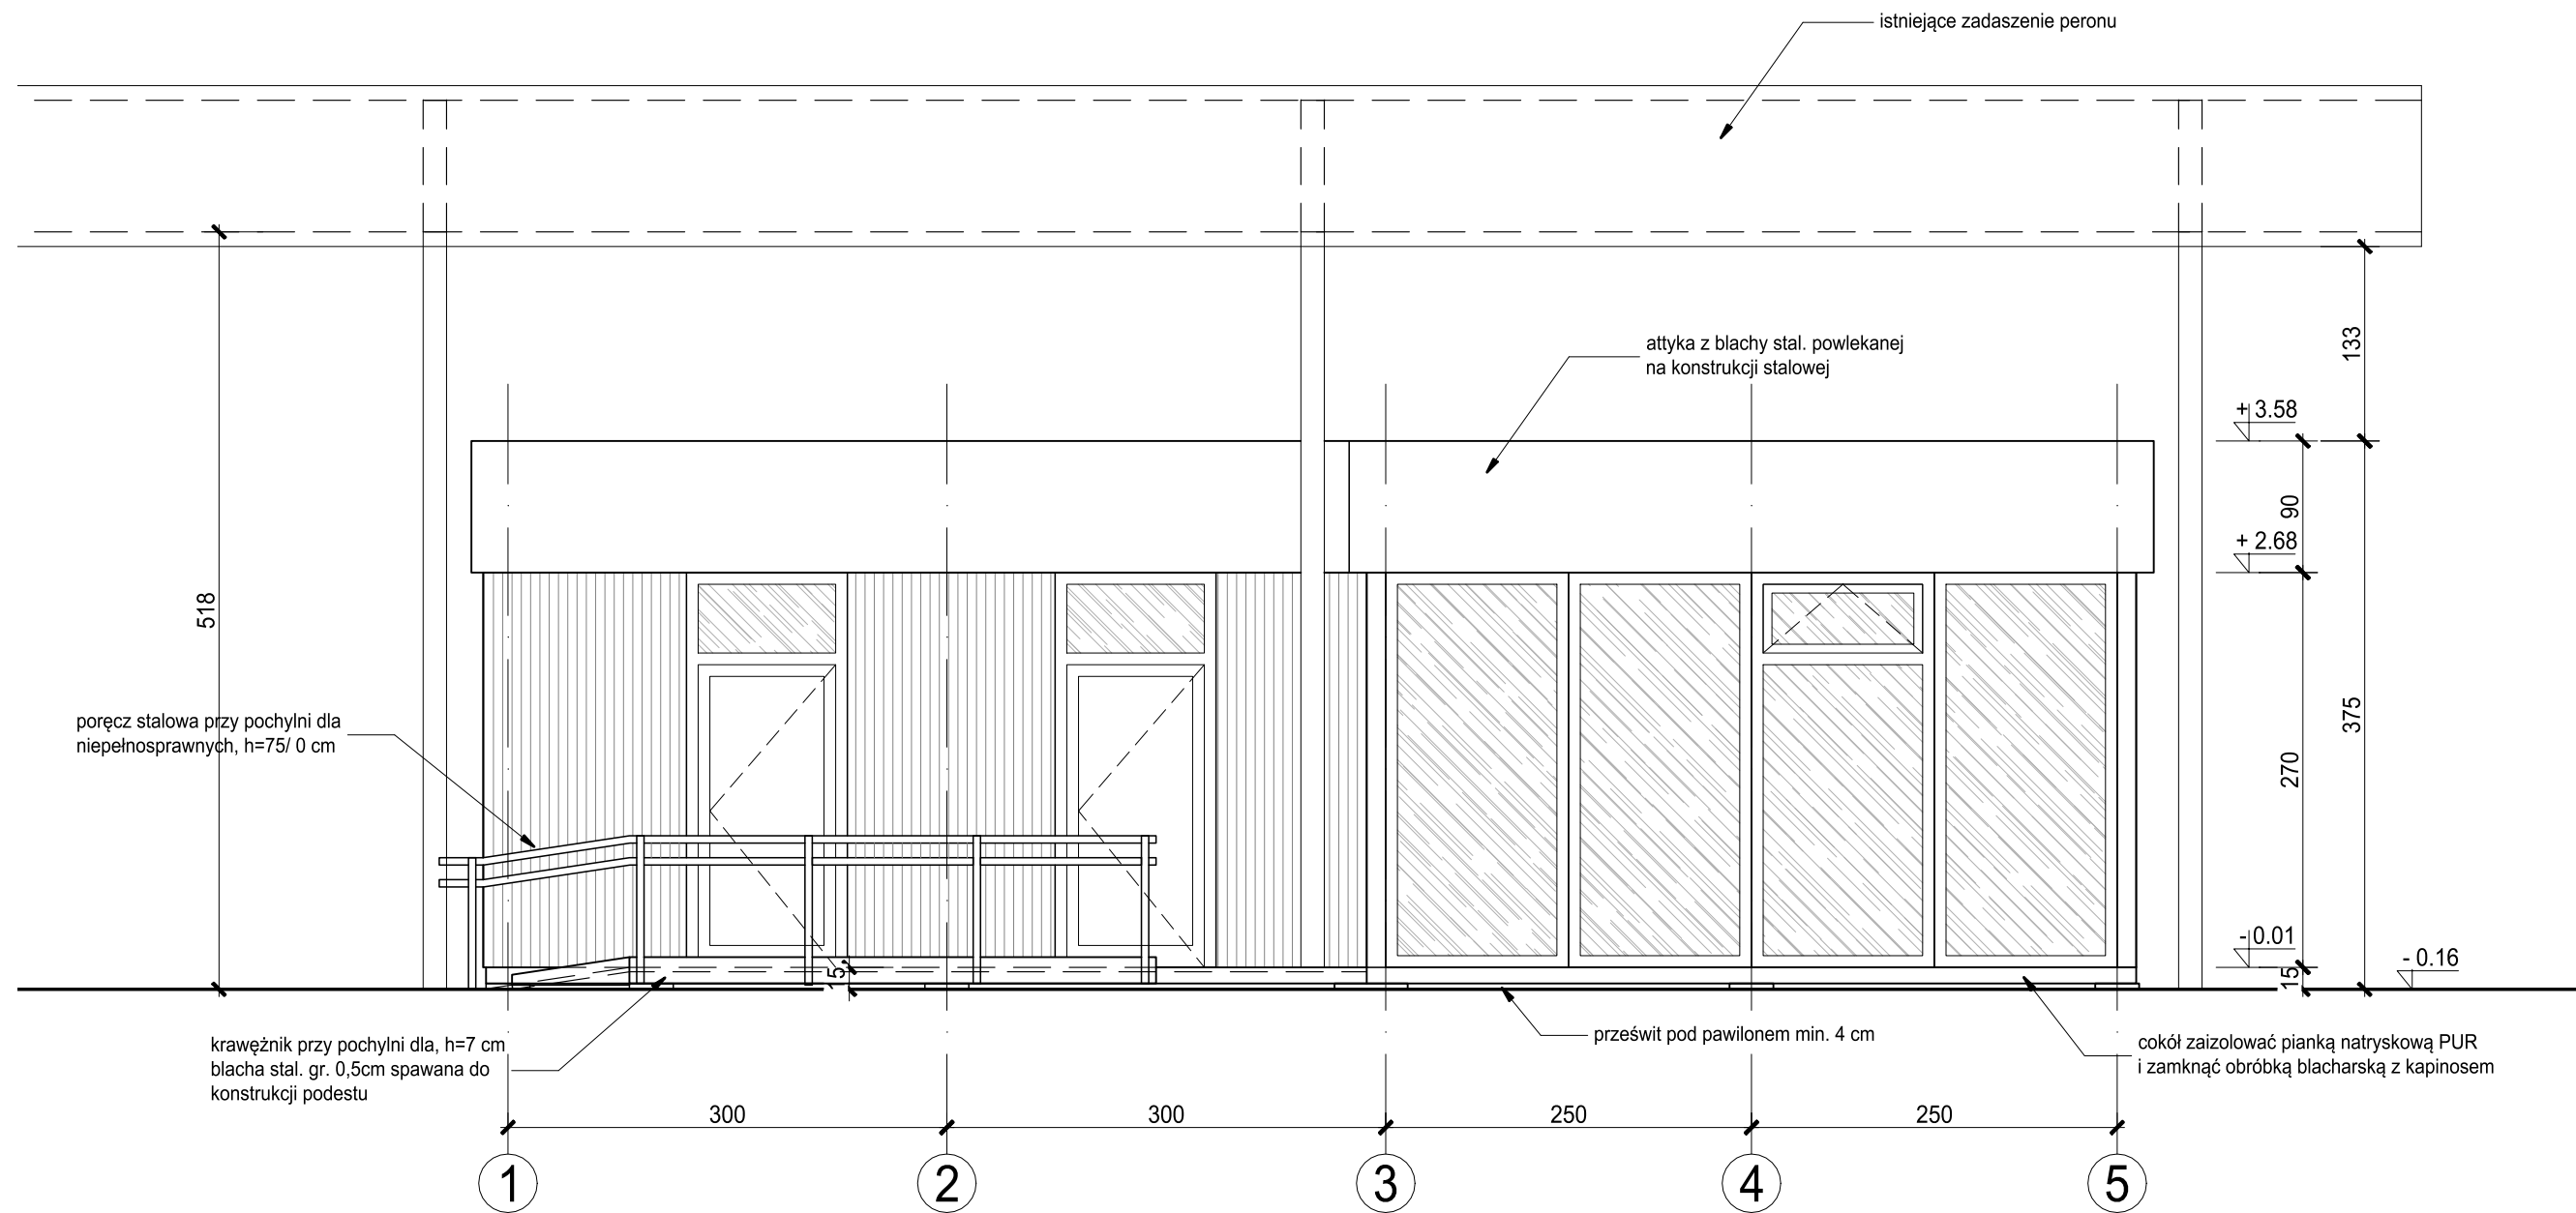 istniejące zadaszenie peronu
attyka z blachy stal. powlekanej
na konstrukcji stalowej
133
+ 3.58
90
+ 2.68
518
375
270
poręcz stalowa przy pochylni dla
niepełnosprawnych, h=75/ 0 cm
- 0.01
- 0.16
15
prześwit pod pawilonem min. 4 cm
krawężnik przy pochylni dla, h=7 cm
blacha stal. gr. 0,5cm spawana do
konstrukcji podestu
cokół zaizolować pianką natryskową PUR
i zamknąć obróbką blacharską z kapinosem
300
300
250
250
1
2
3
4
5